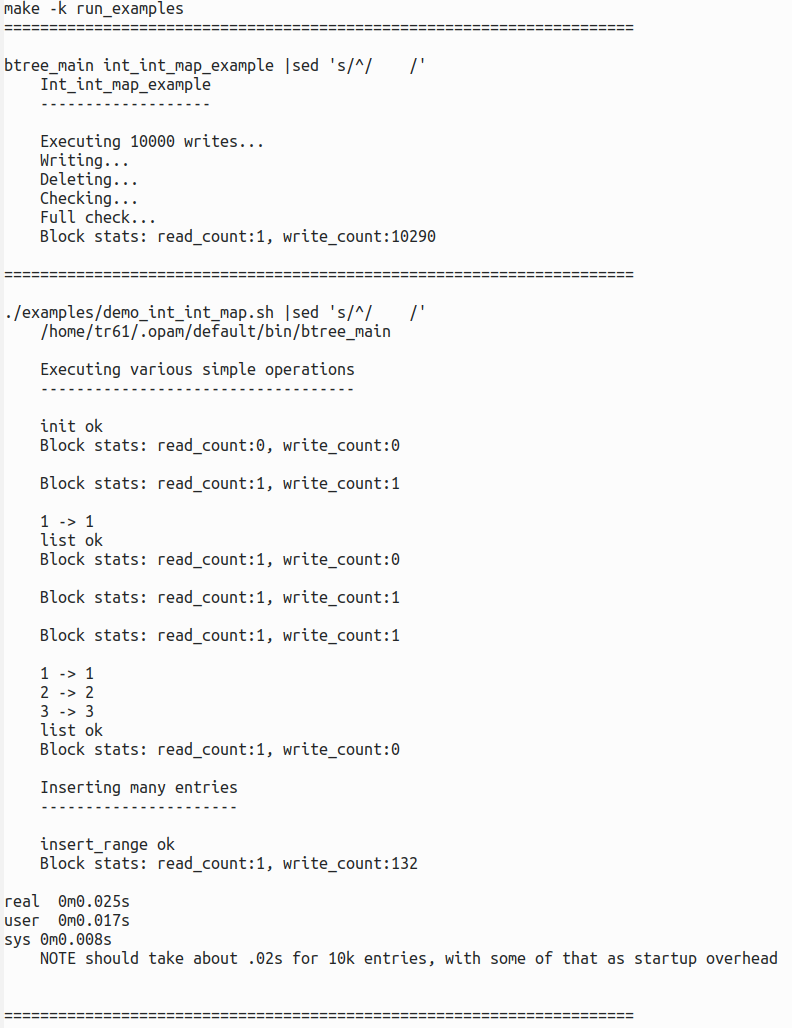 make -k run_examples
======================================================================
btree_main int_int_map_example |sed 's/^/    /'
    Int_int_map_example
    -------------------
    Executing 10000 writes...
    Writing...
    Deleting...
    Checking...
    Full check...
    Block stats: read_count:1, write_count:10290
======================================================================
./examples/demo_int_int_map.sh |sed 's/^/    /'
    /home/tr61/.opam/default/bin/btree_main
    Executing various simple operations
    -----------------------------------
    init ok
    Block stats: read_count:0, write_count:0
    Block stats: read_count:1, write_count:1
    1 -> 1
    list ok
    Block stats: read_count:1, write_count:0
    Block stats: read_count:1, write_count:1
    Block stats: read_count:1, write_count:1
    1 -> 1
    2 -> 2
    3 -> 3
    list ok
    Block stats: read_count:1, write_count:0
    Inserting many entries
    ----------------------
    insert_range ok
    Block stats: read_count:1, write_count:132
real  0m0.025s
user  0m0.017s
sys 0m0.008s
    NOTE should take about .02s for 10k entries, with some of that as startup overhead
======================================================================